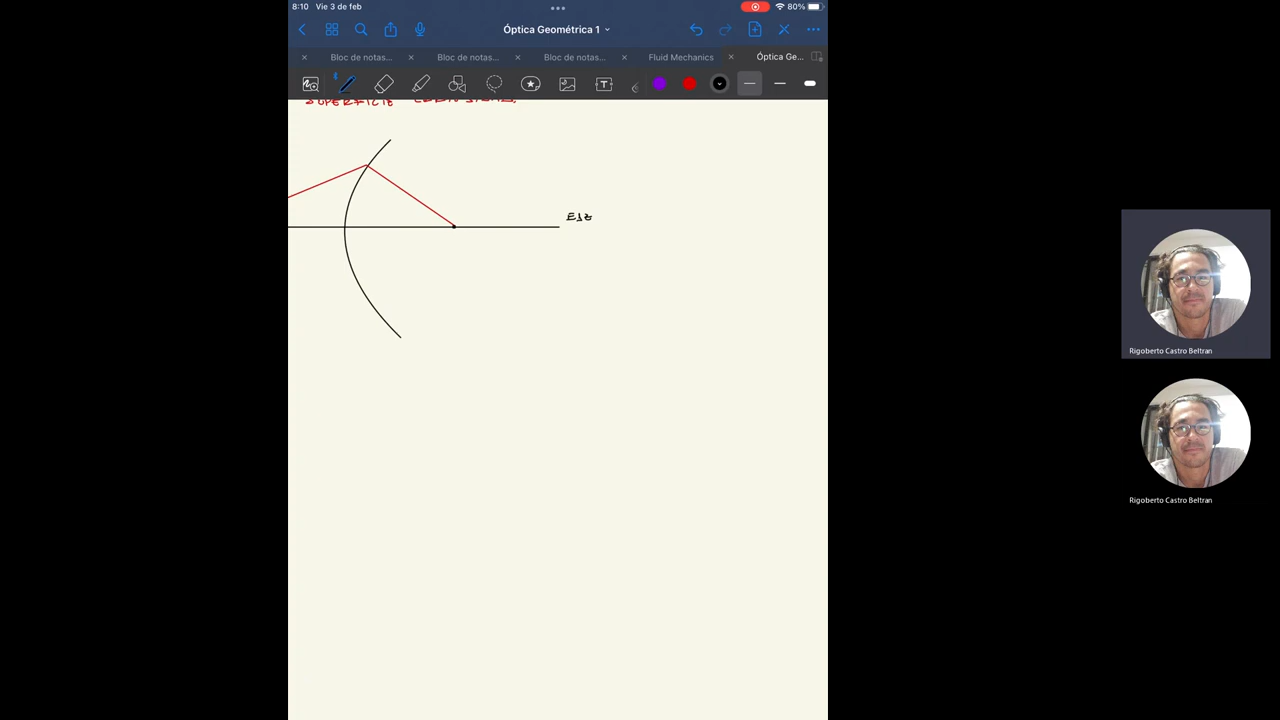 8:10 Vie 3 de feb
80%
Óptica Geométrica 1
Bloc de notas...
Bloc de notas...
Bloc de notas...
Fluid Mechanics
Óptica Ge...
SUPERFICIE
EJE
Rigoberto Castro Beltran
Rigoberto Castro Beltran